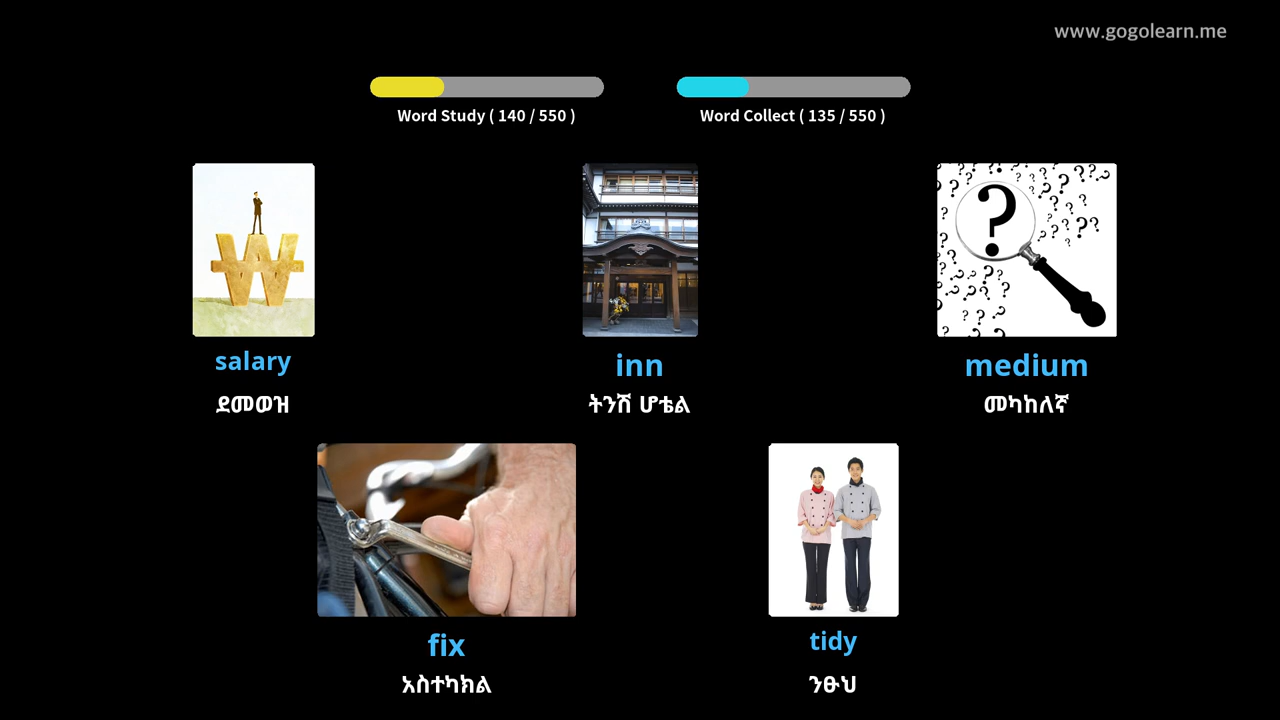 www.gogolearn.me
Word Study ( 140 / 550 )
Word Collect ( 135 / 550 )
salary
ደመወዝ
inn
ትንሽ ሆቴል
medium
መካከለኛ
fix
አስተካክል
tidy
ንፁህ